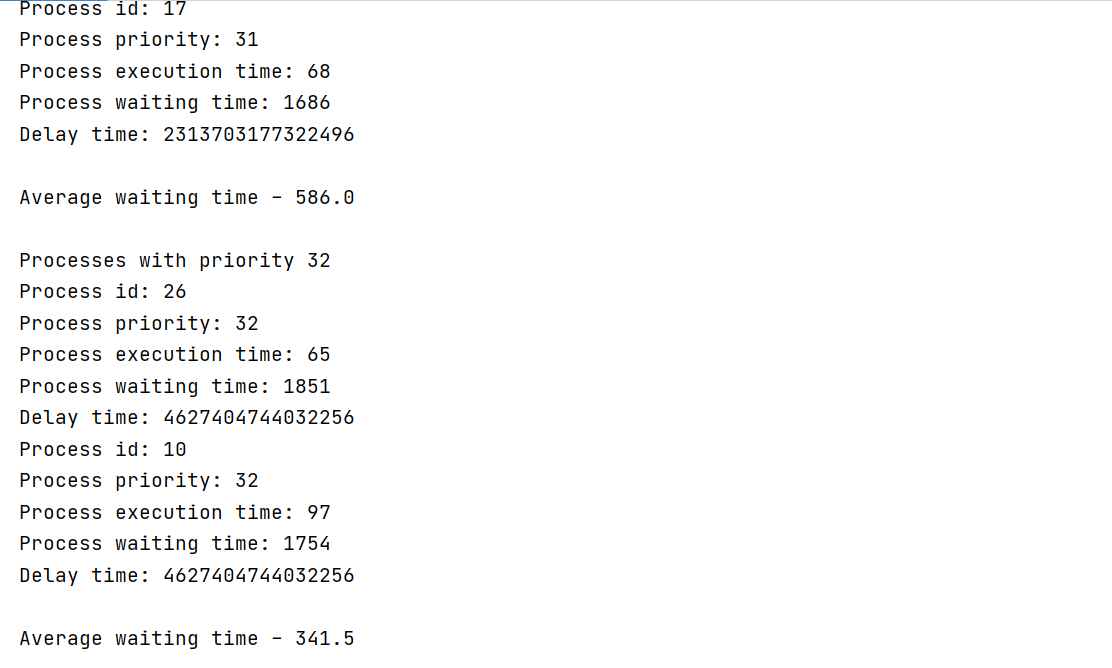 Process id: 17
Process priority: 31
Process execution time: 68
Process waiting time: 1686
Delay time: 2313703177322496
Average waiting time – 586.0
Processes with priority 32
Process id: 26
Process priority: 32
Process execution time: 65
Process waiting time: 1851
Delay time: 4627404744032256
Process id: 10
Process priority: 32
Process execution time: 97
Process waiting time: 1754
Delay time: 4627404744032256
Average waiting time – 341.5